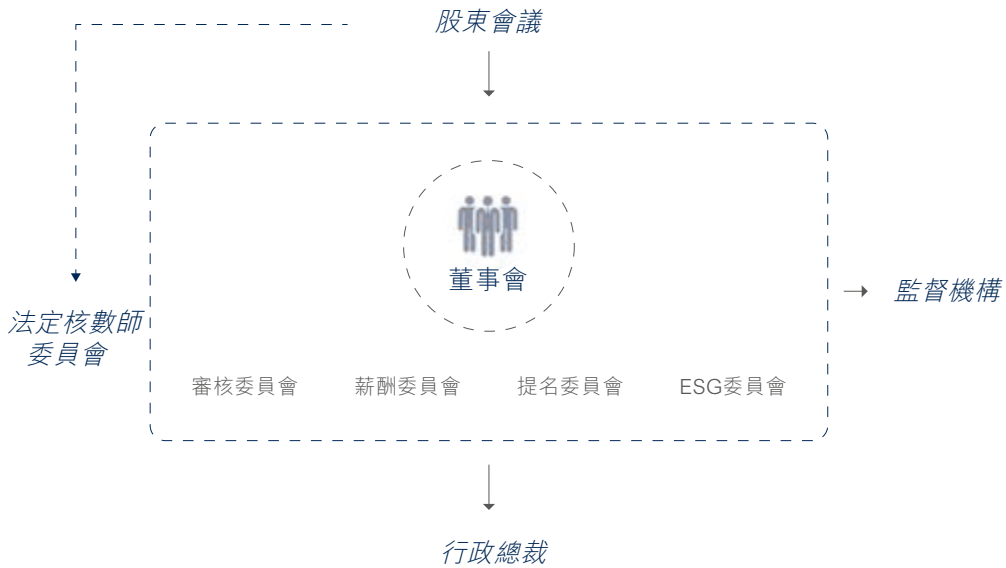 股東會議
董事會
監督機構
法定核數師
委員會
審核委員會
薪酬委員會
提名委員會
ESG委員會
行政總裁